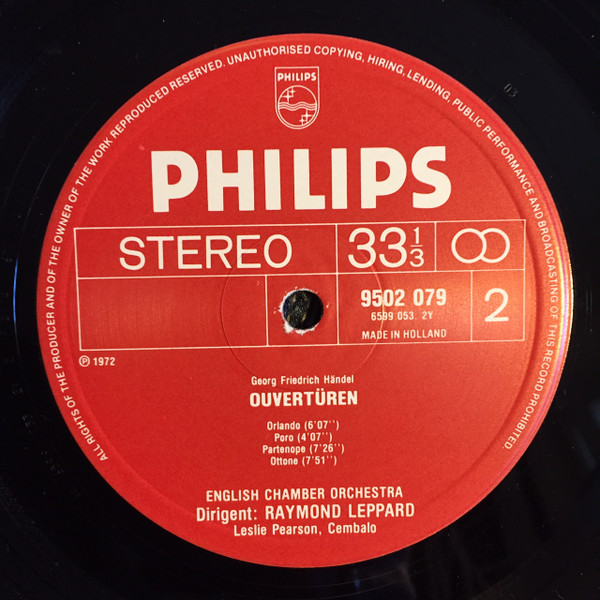 ALL RIGHTS OF THE PRODUCER AND OF THE OWNER OF THE WORK REPRODUCED RESERVED. UNAUTHORISED COPYING, HIRING, LENDING, PUBLIC PERFORMANCE AND BROADCASTING OF THIS RECORD PROHIBITED
PHILIPS
PHILIPS
STEREO 33 1/3
9502 079 2
6599 053. 2Y
MADE IN HOLLAND
Ⓟ 1972
Georg Friedrich Händel
OUVERTÜREN
Orlando (6'07'')
Poro (4'07'')
Partenope (7'26'')
Ottone (7'51'')
ENGLISH CHAMBER ORCHESTRA
Dirigent: RAYMOND LEPPARD
Leslie Pearson, Cembalo